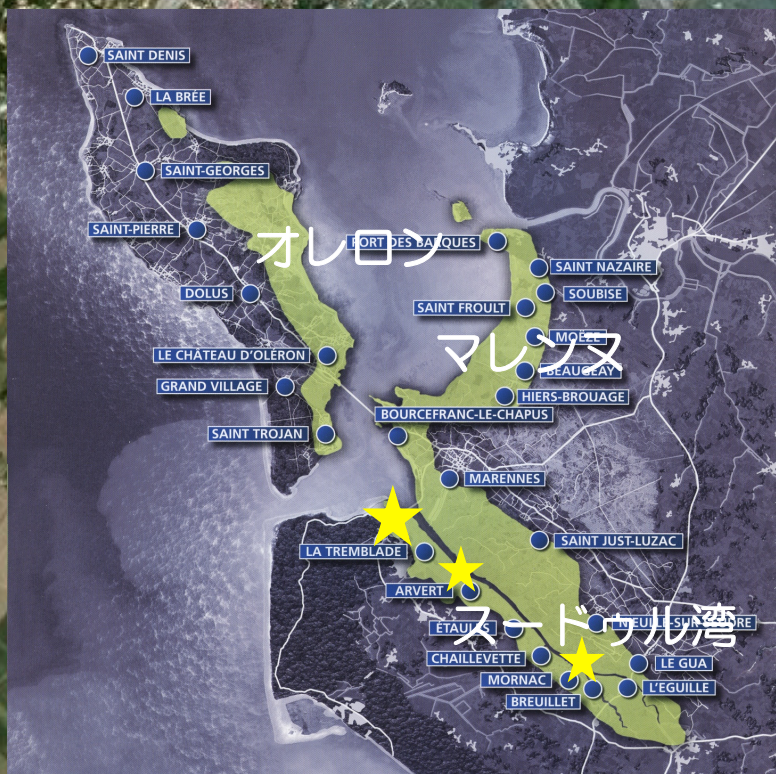 SAINT DENIS
LA BRÉE
SAINT-GEORGES
SAINT-PIERRE
オレロン
PORT DES BARQUES
SAINT NAZAIRE
DOLUS
SOUBISE
SAINT FROULT
MOËZE
マレンヌ
LE CHÂTEAU D'OLÉRON
BEAUGEAY
GRAND VILLAGE
HIERS-BROUAGE
BOURCEFRANC-LE-CHAPUS
SAINT TROJAN
MARENNES
SAINT JUST-LUZAC
LA TREMBLADE
ARVERT
NIEULLE-SUR-SEUDRE
スードゥル湾
ÉTAULES
CHAILLEVETTE
LE GUA
MORNAC
L'EGUILLE
BREUILLET